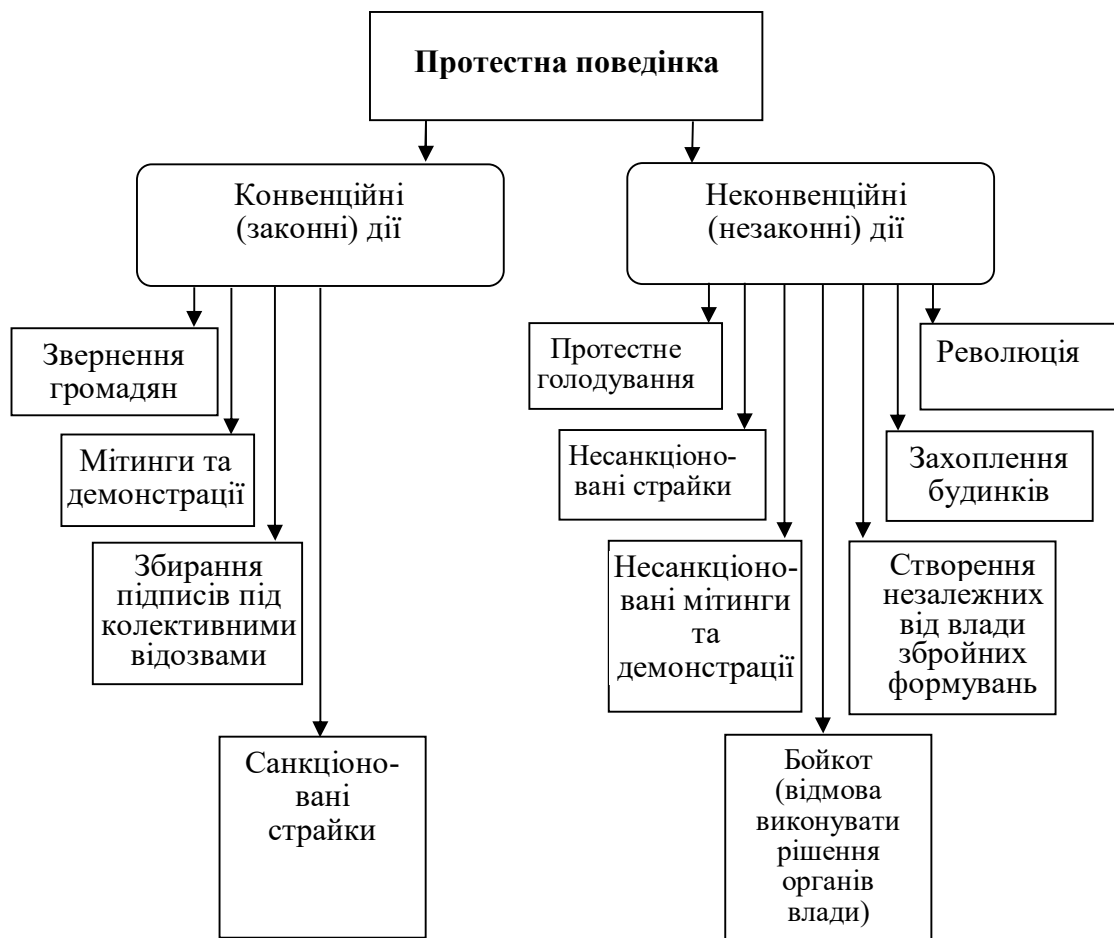 Протестна поведінка
Конвенційні
(законні) дії
Неконвенційні
(незаконні) дії
Звернення
громадян
Мітинги та
демонстрації
Збирання
підписів під
колективними
відозвами
Санкціоно-
вані
страйки
Протестне
голодування
Несанкціоно-
вані страйки
Несанкціоно-
вані мітинги
та
демонстрації
Бойкот
(відмова
виконувати
рішення
органів
влади)
Створення
незалежних
від влади
збройних
формувань
Захоплення
будинків
Революція